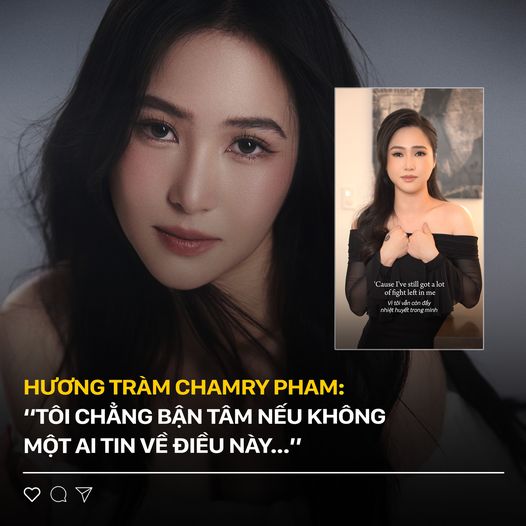 'Cause I've still got a lot
of fight left in me
Vì tôi vẫn còn đầy
nhiệt huyết trong mình
HƯƠNG TRÀM CHAMRY PHAM:
“TÔI CHẲNG BẬN TÂM NẾU KHÔNG
MỘT AI TIN VỀ ĐIỀU NÀY...”